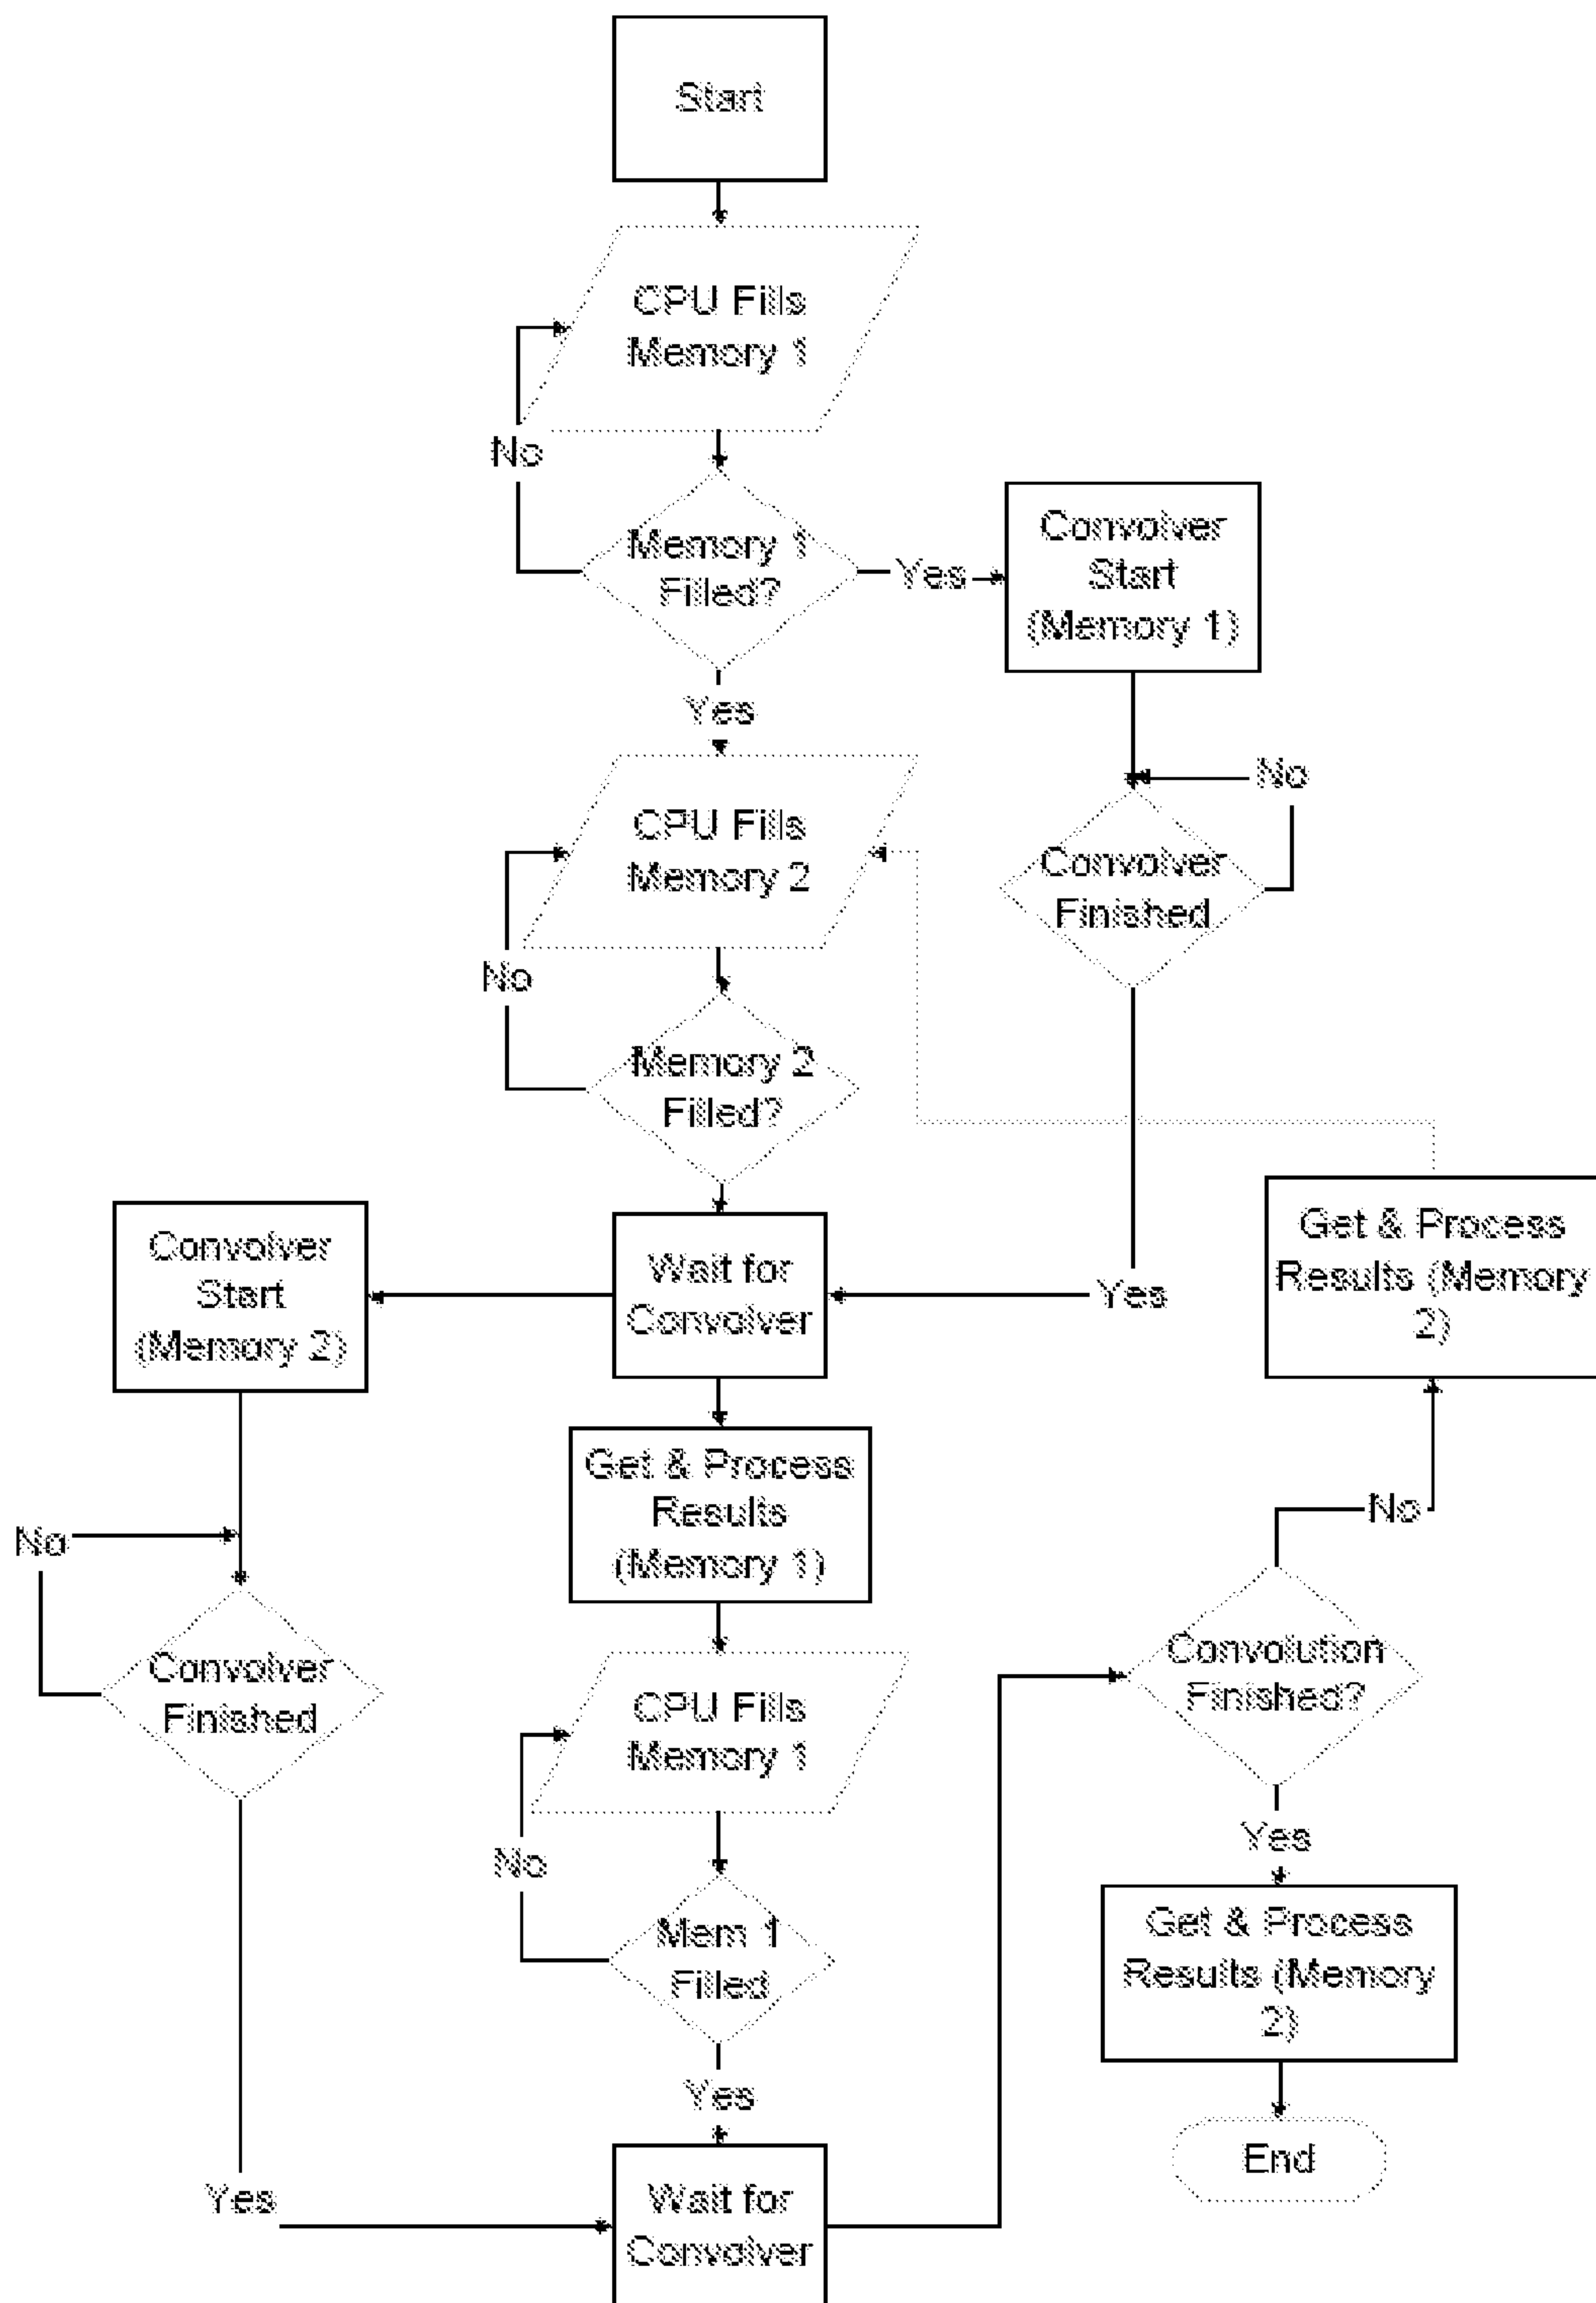 Start
CPU Fills
Memory 1
No
Memory 1
Filled?
Yes
Convolver
Start
(Memory 1)
Yes
CPU Fills
Memory 2
No
Convolver
Finished
No
Memory 2
Filled?
Convolver
Start
(Memory 2)
Wait for
Convolver
Yes
Get & Process
Results (Memory
2)
Get & Process
Results
(Memory 1)
No
No
Convolver
Finished
CPU Fills
Memory 1
Convolution
Finished?
No
Yes
Mem 1
Filled
Get & Process
Results (Memory
2)
Yes
End
Yes
Wait for
Convolver